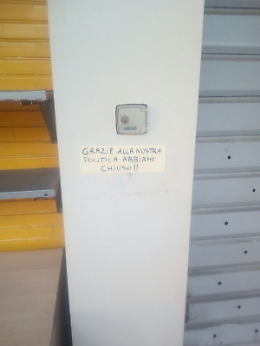 GRAZIE ALLA NOSTRA
POLITICA ABBIAMO
CHIUSO!!